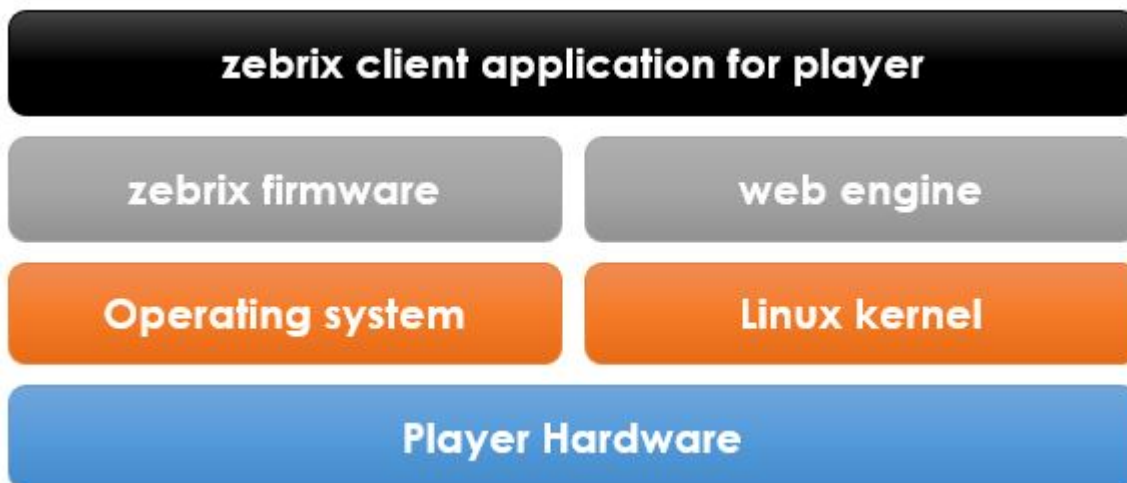 zebrix client application for player
zebrix firmware
web engine
Operating system
Linux kernel
Player Hardware